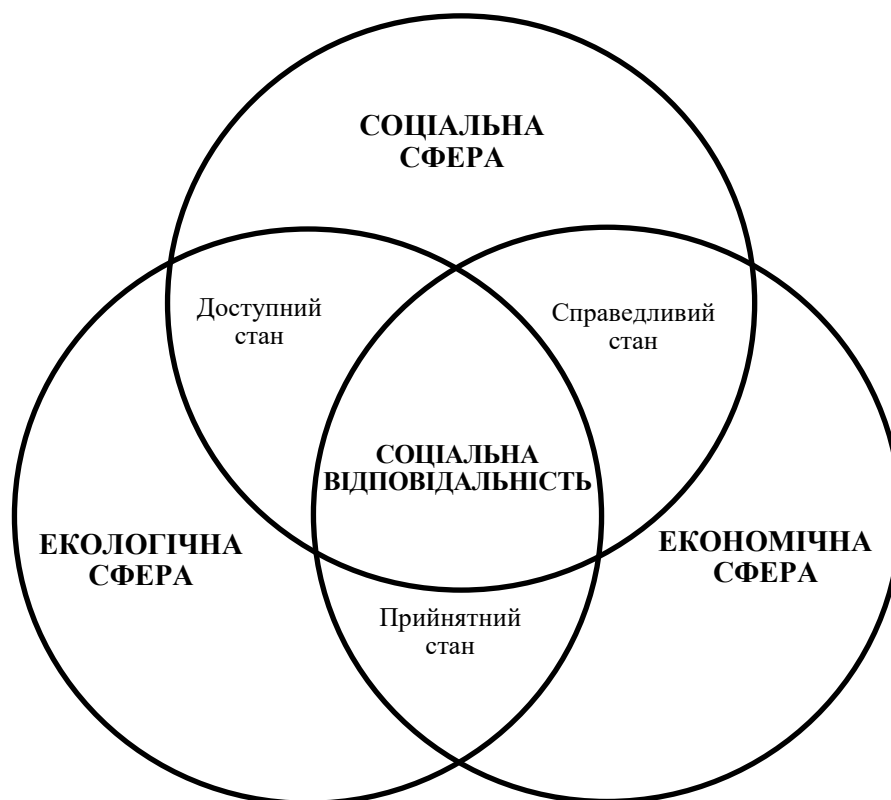 СОЦІАЛЬНА
СФЕРА
Доступний
стан
Справедливий
стан
СОЦІАЛЬНА
ВІДПОВІДАЛЬНІСТЬ
ЕКОЛОГІЧНА
СФЕРА
ЕКОНОМІЧНА
СФЕРА
Прийнятний
стан